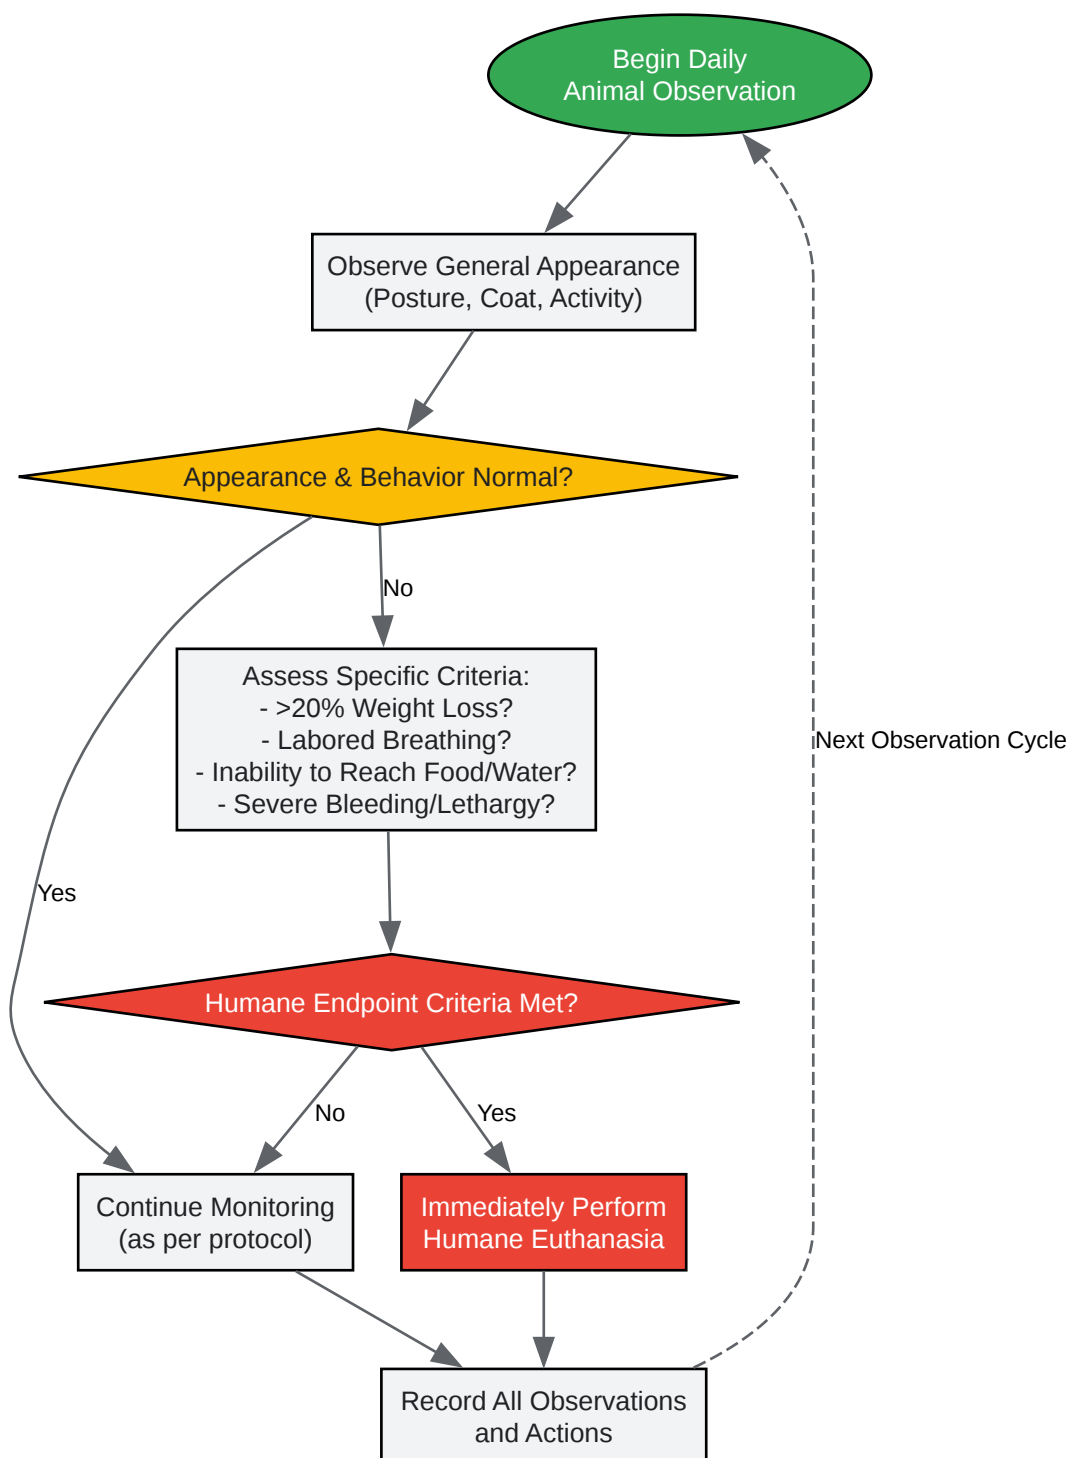 Begin Daily
Animal Observation
Observe General Appearance
(Posture, Coat, Activity)
Appearance & Behavior Normal?
No
Assess Specific Criteria:
- >20% Weight Loss?
- Labored Breathing?
- Inability to Reach Food/Water?
- Severe Bleeding/Lethargy?
Next Observation Cycle
Yes
Humane Endpoint Criteria Met?
No
Yes
Continue Monitoring
(as per protocol)
Immediately Perform
Humane Euthanasia
Record All Observations
and Actions